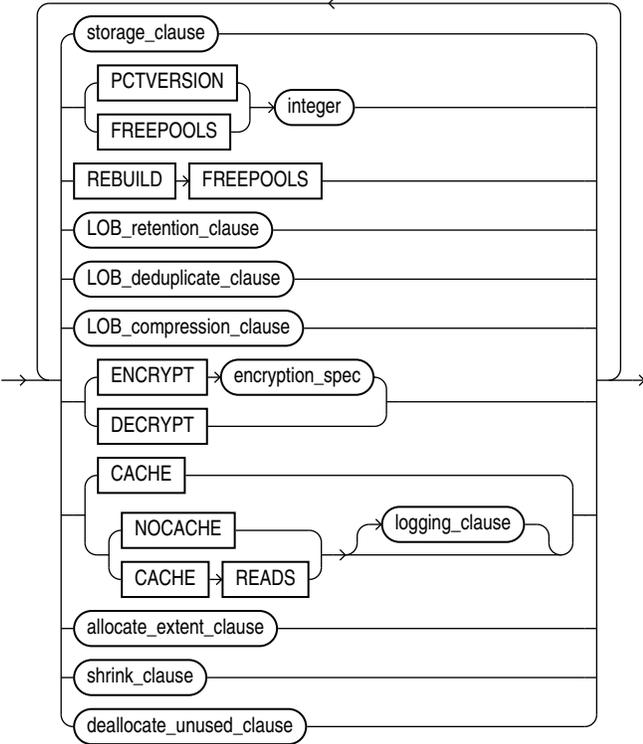 storage_clause
PCTVERSION
integer
FREEPOOLS
REBUILD FREEPOOLS
LOB_retention_clause
LOB_deduplicate_clause
LOB_compression_clause
ENCRYPT encryption_spec
DECRYPT
CACHE
NOCACHE logging_clause
CACHE READS
allocate_extent_clause
shrink_clause
deallocate_unused_clause